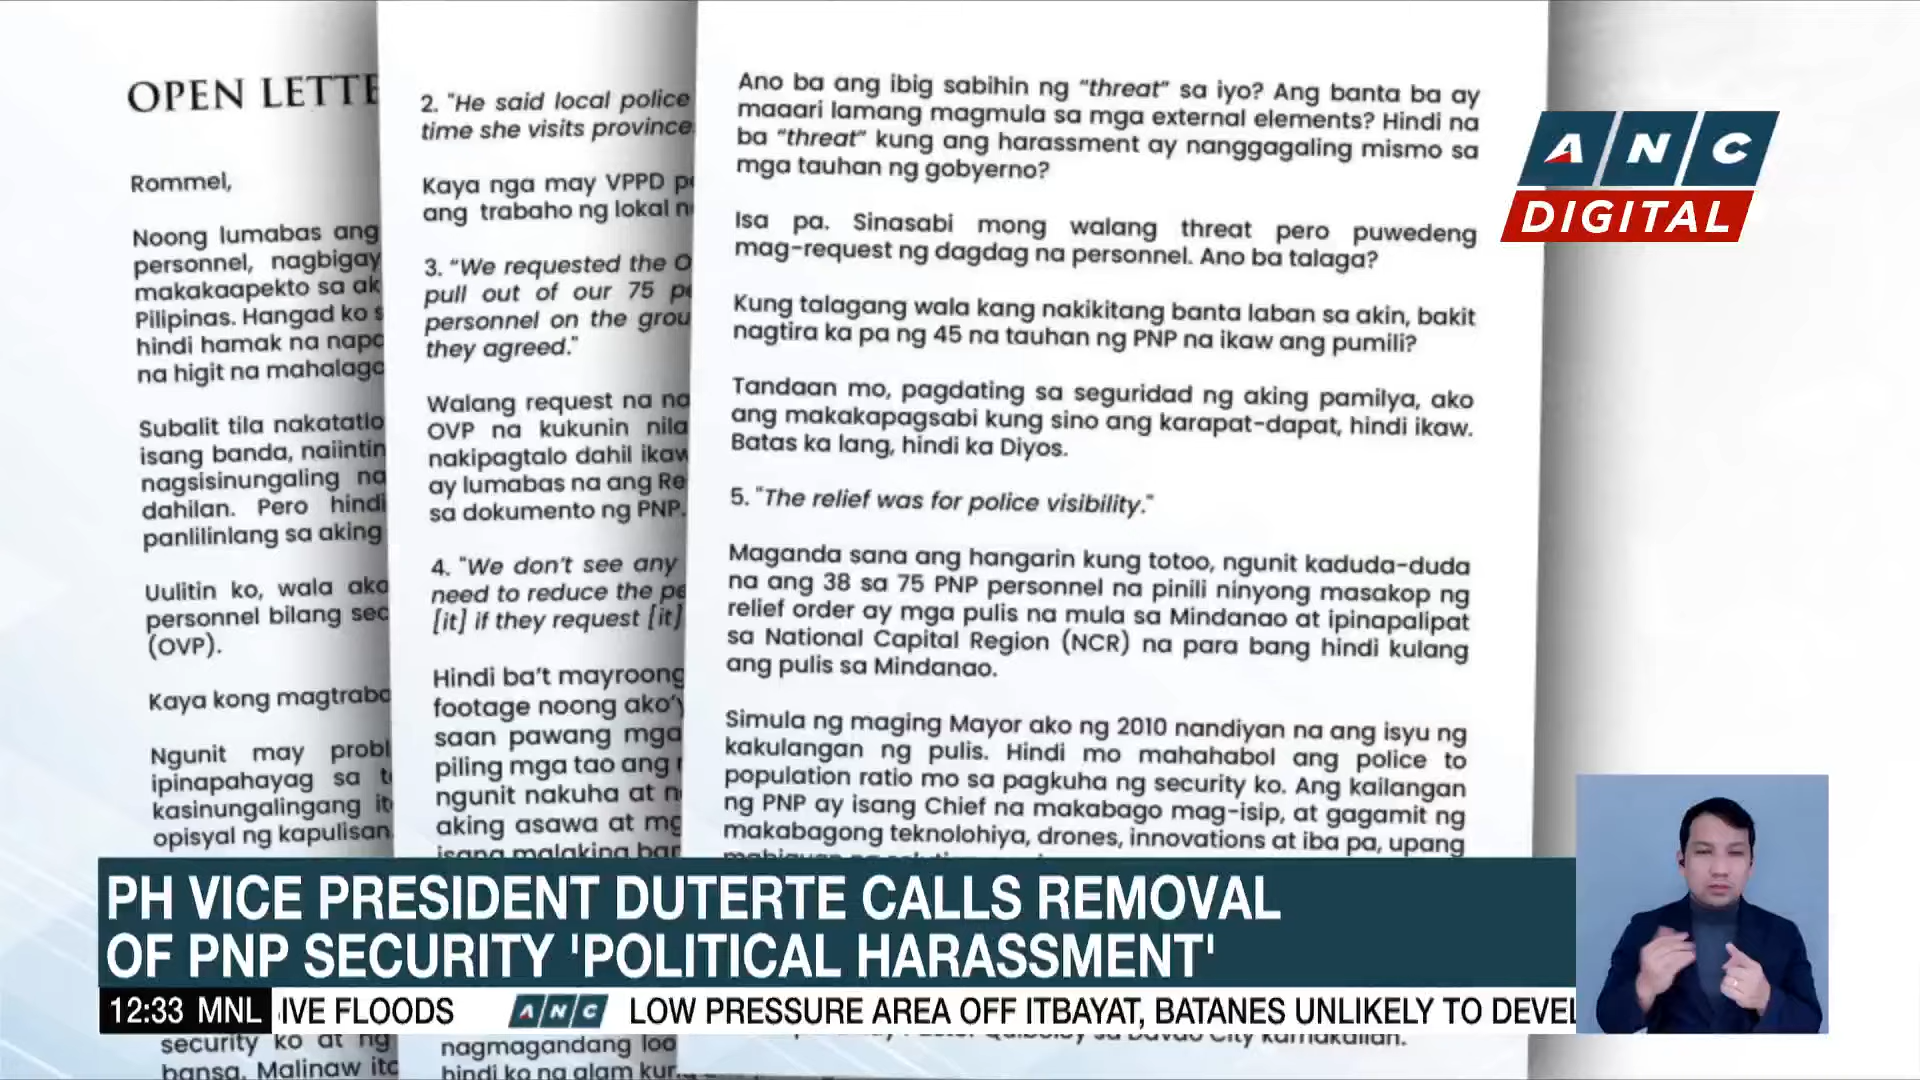 OPEN LETTE
Rommel,
Noong lumabas ang
personnel, nagbigay
makakaapekto sa ak
Pilipinas. Hangad ko s
hindi hamak na napc
na higit na mahalaga
Subalit tila nakatatlo
isang banda, naiintin
nagsisinungaling na
dahilan. Pero hindi
panlilinlang sa aking
Uulitin ko, wala ako
personnel bilang sec
(OVP).
Kaya kong magtraba
Ngunit may probl
ipinapahayag sa t
kasinungalingang it
opisyal ng kapulisan.
security ko at ng
bansa. Malinaw ito
2. "He said local police
time she visits province
Kaya nga may VPPD p
ang trabaho ng lokal n
3. “We requested the O
pull out of our 75 pe
personnel on the grou
they agreed."
Walang request na na
OVP na kukunin nila
nakipagtalo dahil ikaw
ay lumabas na ang Re
sa dokumento ng PNP.
4. "We don't see any
need to reduce the pe
[it] if they request [it]
Hindi ba't mayroong
footage noong ako'y
saan pawang mga
piling mga tao ang
ngunit nakuha at n
aking asawa at mg
isang malaking ban
nagmagandang loo
hindi ko na alam kun
Ano ba ang ibig sabihin ng “threat” sa iyo? Ang banta ba ay
maaari lamang magmula sa mga external elements? Hindi na
ba “threat” kung ang harassment ay nanggagaling mismo sa
mga tauhan ng gobyerno?
Isa pa. Sinasabi mong walang threat pero puwedeng
mag-request ng dagdag na personnel. Ano ba talaga?
Kung talagang wala kang nakikitang banta laban sa akin, bakit
nagtira ka pa ng 45 na tauhan ng PNP na ikaw ang pumili?
Tandaan mo, pagdating sa seguridad ng aking pamilya, ako
ang makakapagsabi kung sino ang karapat-dapat, hindi ikaw.
Batas ka lang, hindi ka Diyos.
5. "The relief was for police visibility."
Maganda sana ang hangarin kung totoo, ngunit kaduda-duda
na ang 38 sa 75 PNP personnel na pinili ninyong masakop ng
relief order ay mga pulis na mula sa Mindanao at ipinapalipat
sa National Capital Region (NCR) na para bang hindi kulang
ang pulis sa Mindanao.
Simula ng maging Mayor ako ng 2010 nandiyan na ang isyu ng
kakulangan ng pulis. Hindi mo mahahabol ang police to
population ratio mo sa pagkuha ng security ko. Ang kailangan
ng PNP ay isang Chief na makabago mag-isip, at gagamit ng
makabagong teknolohiya, drones, innovations at iba pa, upang
ANC
DIGITAL
PH VICE PRESIDENT DUTERTE CALLS REMOVAL
OF PNP SECURITY 'POLITICAL HARASSMENT'
12:33 MNL IVE FLOODS ANC LOW PRESSURE AREA OFF ITBAYAT, BATANES UNLIKELY TO DEVEL